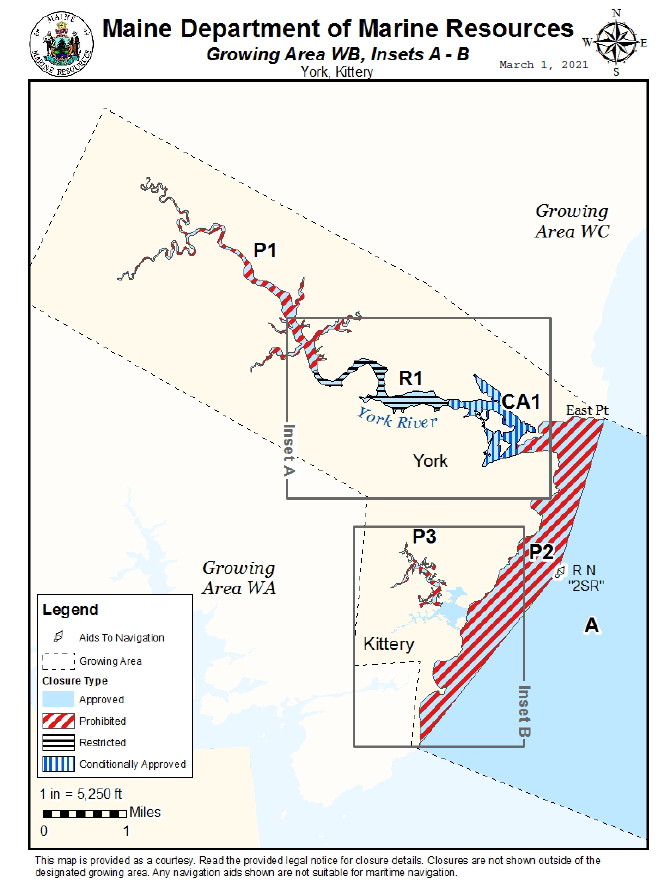 Maine Department of Marine Resources
Growing Area WB, Insets A - B
York, Kittery
March 1, 2021
MAINE
MARINE RESOURCES
N
W
E
S
Growing
Area WC
P1
R1
CA1
East Pt
York River
Inset A
York
P3
P2
R N
"2SR"
Growing
Area WA
A
Kittery
Inset B
Legend
Aids To Navigation
Growing Area
Closure Type
Approved
Prohibited
Restricted
Conditionally Approved
1 in = 5,250 ft
Miles
0 1
This map is provided as a courtesy. Read the provided legal notice for closure details. Closures are not shown outside of the
designated growing area. Any navigation aids shown are not suitable for maritime navigation.